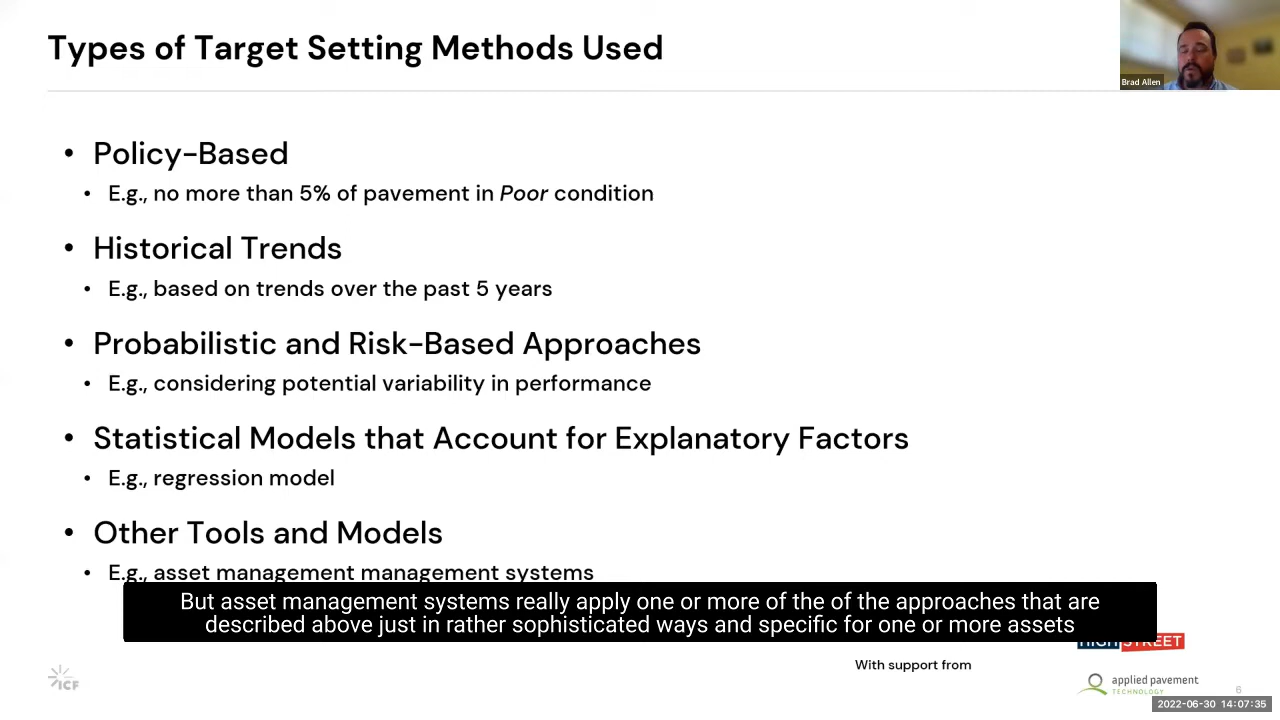 Types of Target Setting Methods Used
Brad Allen
• Policy-Based
• E.g., no more than 5% of pavement in Poor condition
• Historical Trends
• E.g., based on trends over the past 5 years
• Probabilistic and Risk-Based Approaches
• E.g., considering potential variability in performance
• Statistical Models that Account for Explanatory Factors
• E.g., regression model
• Other Tools and Models
• E.g., asset management management systems
But asset management systems really apply one or more of the of the approaches that are
described above just in rather sophisticated ways and specific for one or more assets
HIGH STREET
With support from
ICF
applied pavement
TECHNOLOGY
6
2022-06-30 14:07:35